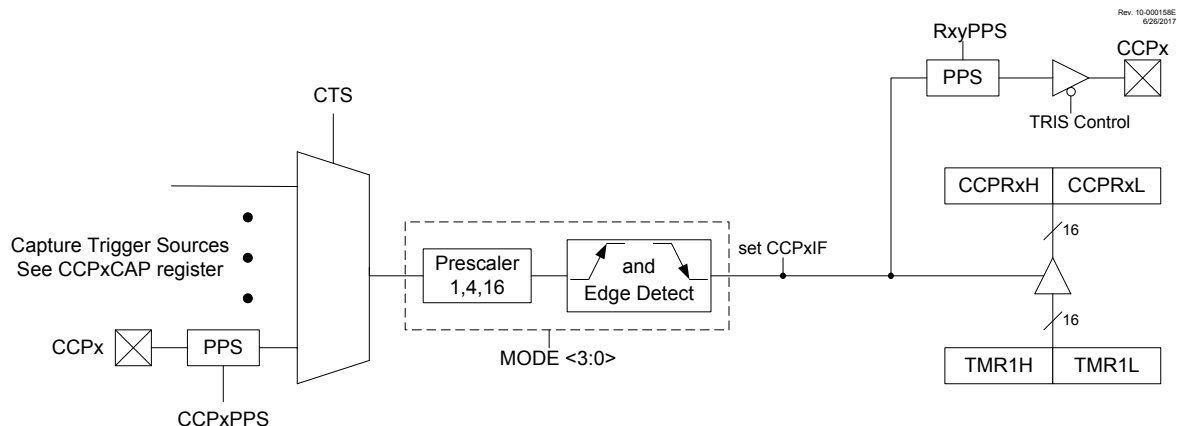 Rev. 10-000158E
6/26/2017
RxyPPS
CCPx
PPS
TRIS Control
CTS
CCPRxH CCPRxL
16
Capture Trigger Sources
See CCPxCAP register
Prescaler
1,4,16
and
Edge Detect
set CCPxIF
16
CCPx
PPS
MODE <3:0>
TMR1H TMR1L
CCPxPPS